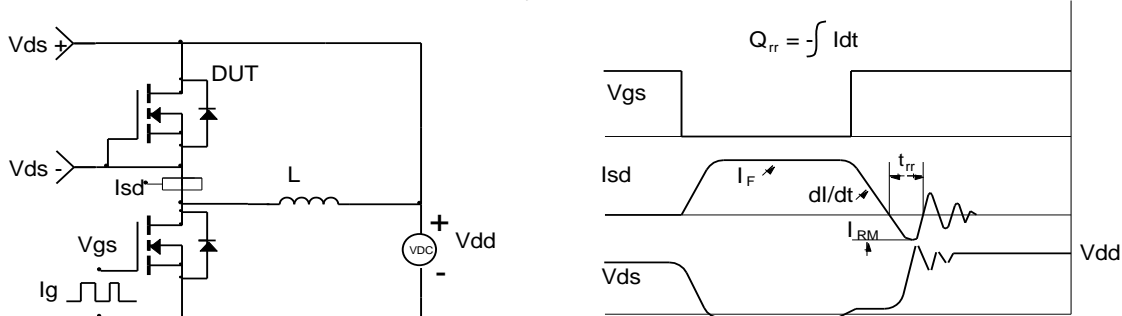 Vds +
DUT
Vds -
Isd
L
Vgs
Ig
+
VDC
-
Vdd
Qrr = -∫ Idt
Vgs
Isd
IF
dI/dt
trr
IRM
Vds
Vdd